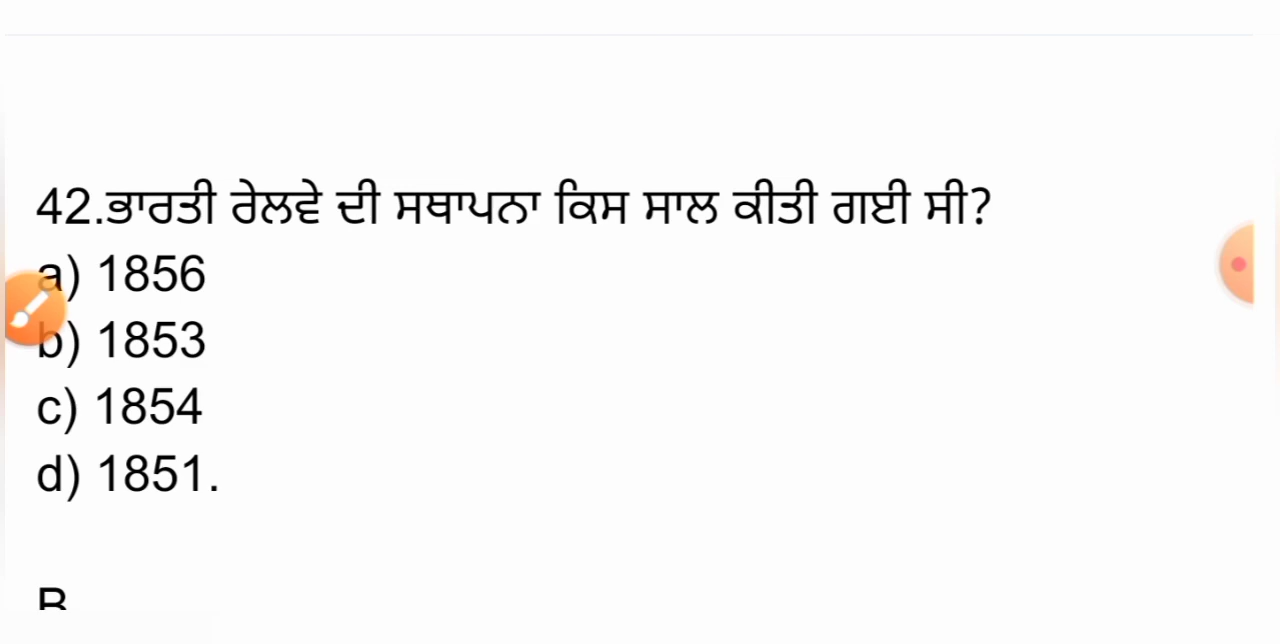 42.ਭਾਰਤੀ ਰੇਲਵੇ ਦੀ ਸਥਾਪਨਾ ਕਿਸ ਸਾਲ ਕੀਤੀ ਗਈ ਸੀ?
a) 1856
b) 1853
c) 1854
d) 1851.
B